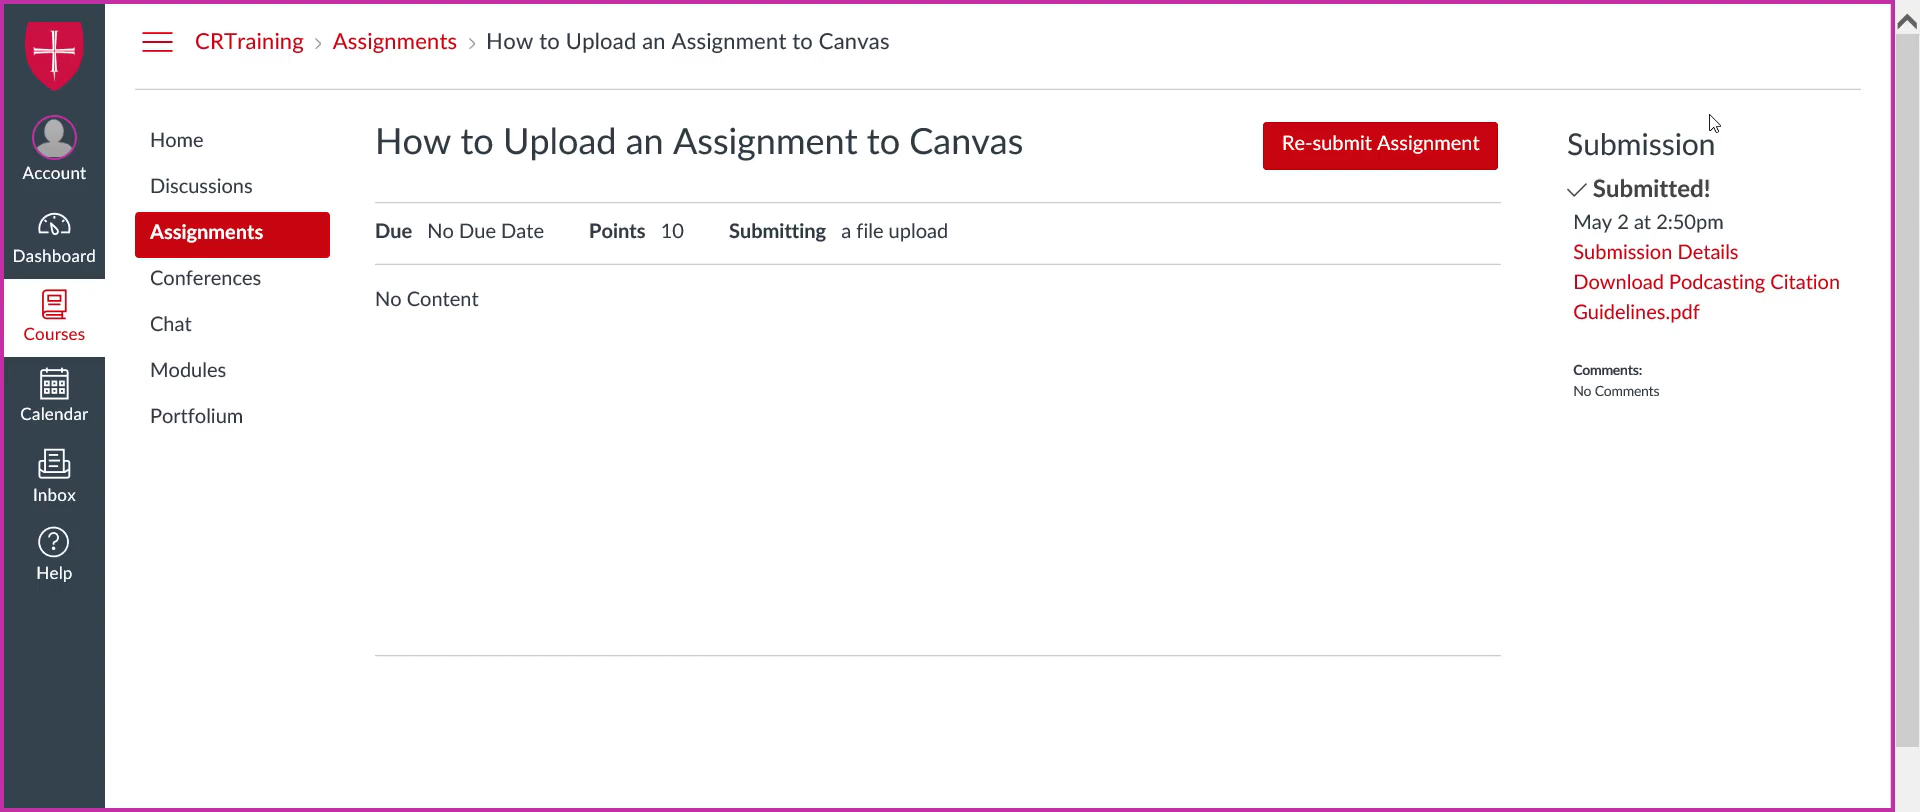 CRTraining › Assignments › How to Upload an Assignment to Canvas
Account
Dashboard
Courses
Calendar
Inbox
Help
Home
Discussions
Assignments
Conferences
Chat
Modules
Portfolium
How to Upload an Assignment to Canvas
Re-submit Assignment
Due No Due Date Points 10 Submitting a file upload
No Content
Submission
Submitted!
May 2 at 2:50pm
Submission Details
Download Podcasting Citation
Guidelines.pdf
Comments:
No Comments